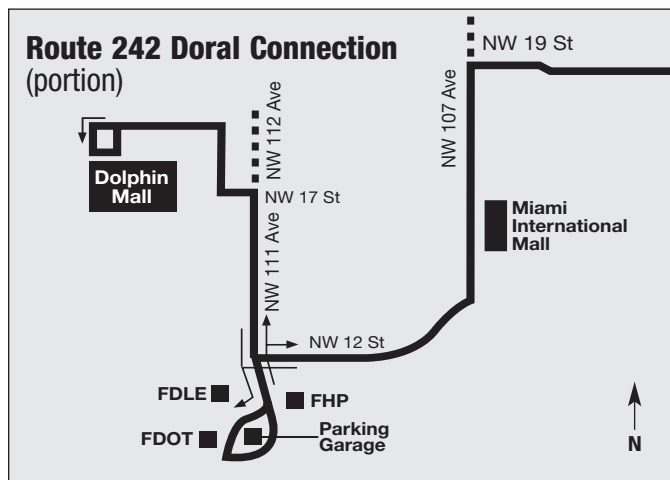 Route 242 Doral Connection
(portion)
NW 19 St
NW 112 Ave
NW 107 Ave
Dolphin
Mall
NW 17 St
Miami
International
Mall
NW 111 Ave
NW 12 St
FDLE
FHP
FDOT
Parking
Garage
N